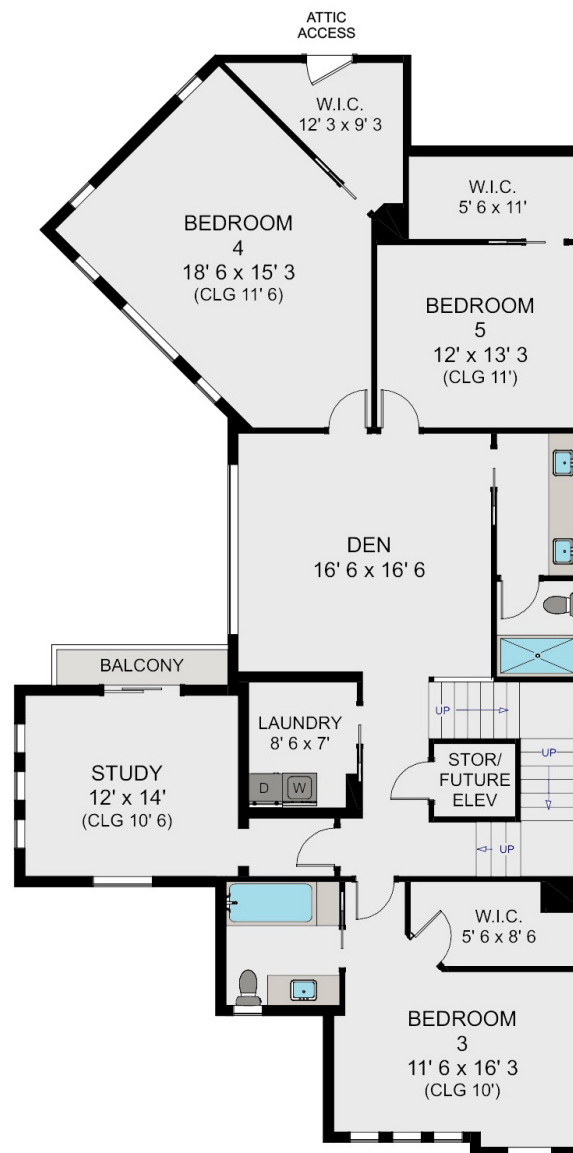 ATTIC
ACCESS
W.I.C.
12' 3 x 9' 3
W.I.C.
5' 6 x 11'
BEDROOM
4
18' 6 x 15' 3
(CLG 11' 6)
BEDROOM
5
12' x 13' 3
(CLG 11')
DEN
16' 6 x 16' 6
BALCONY
LAUNDRY
8' 6 x 7'
D
W
UP
UP
STOR/
FUTURE
ELEV
UP
STUDY
12' x 14'
(CLG 10' 6)
W.I.C.
5' 6 x 8' 6
BEDROOM
3
11' 6 x 16' 3
(CLG 10')